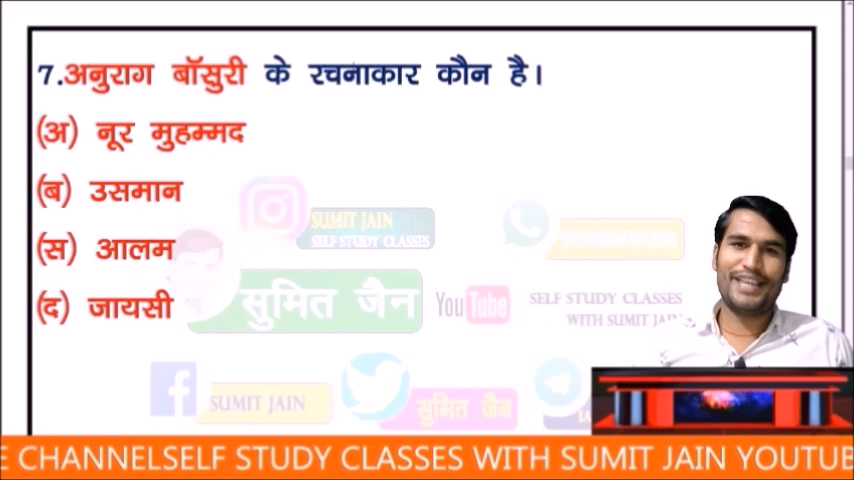 7.अनुराग बॉसुरी के रचनाकार कौन है।
(अ) नूर मुहम्मद
(ब) उसमान
(स) आलम
(द) जायसी
SUMIT JAIN
SELF STUDY CLASSES
सुमित जैन
YouTube
SELF STUDY CLASSES
WITH SUMIT JAIN
SUMIT JAIN
सुमित जैन
E CHANNELSELF STUDY CLASSES WITH SUMIT JAIN YOUTUB